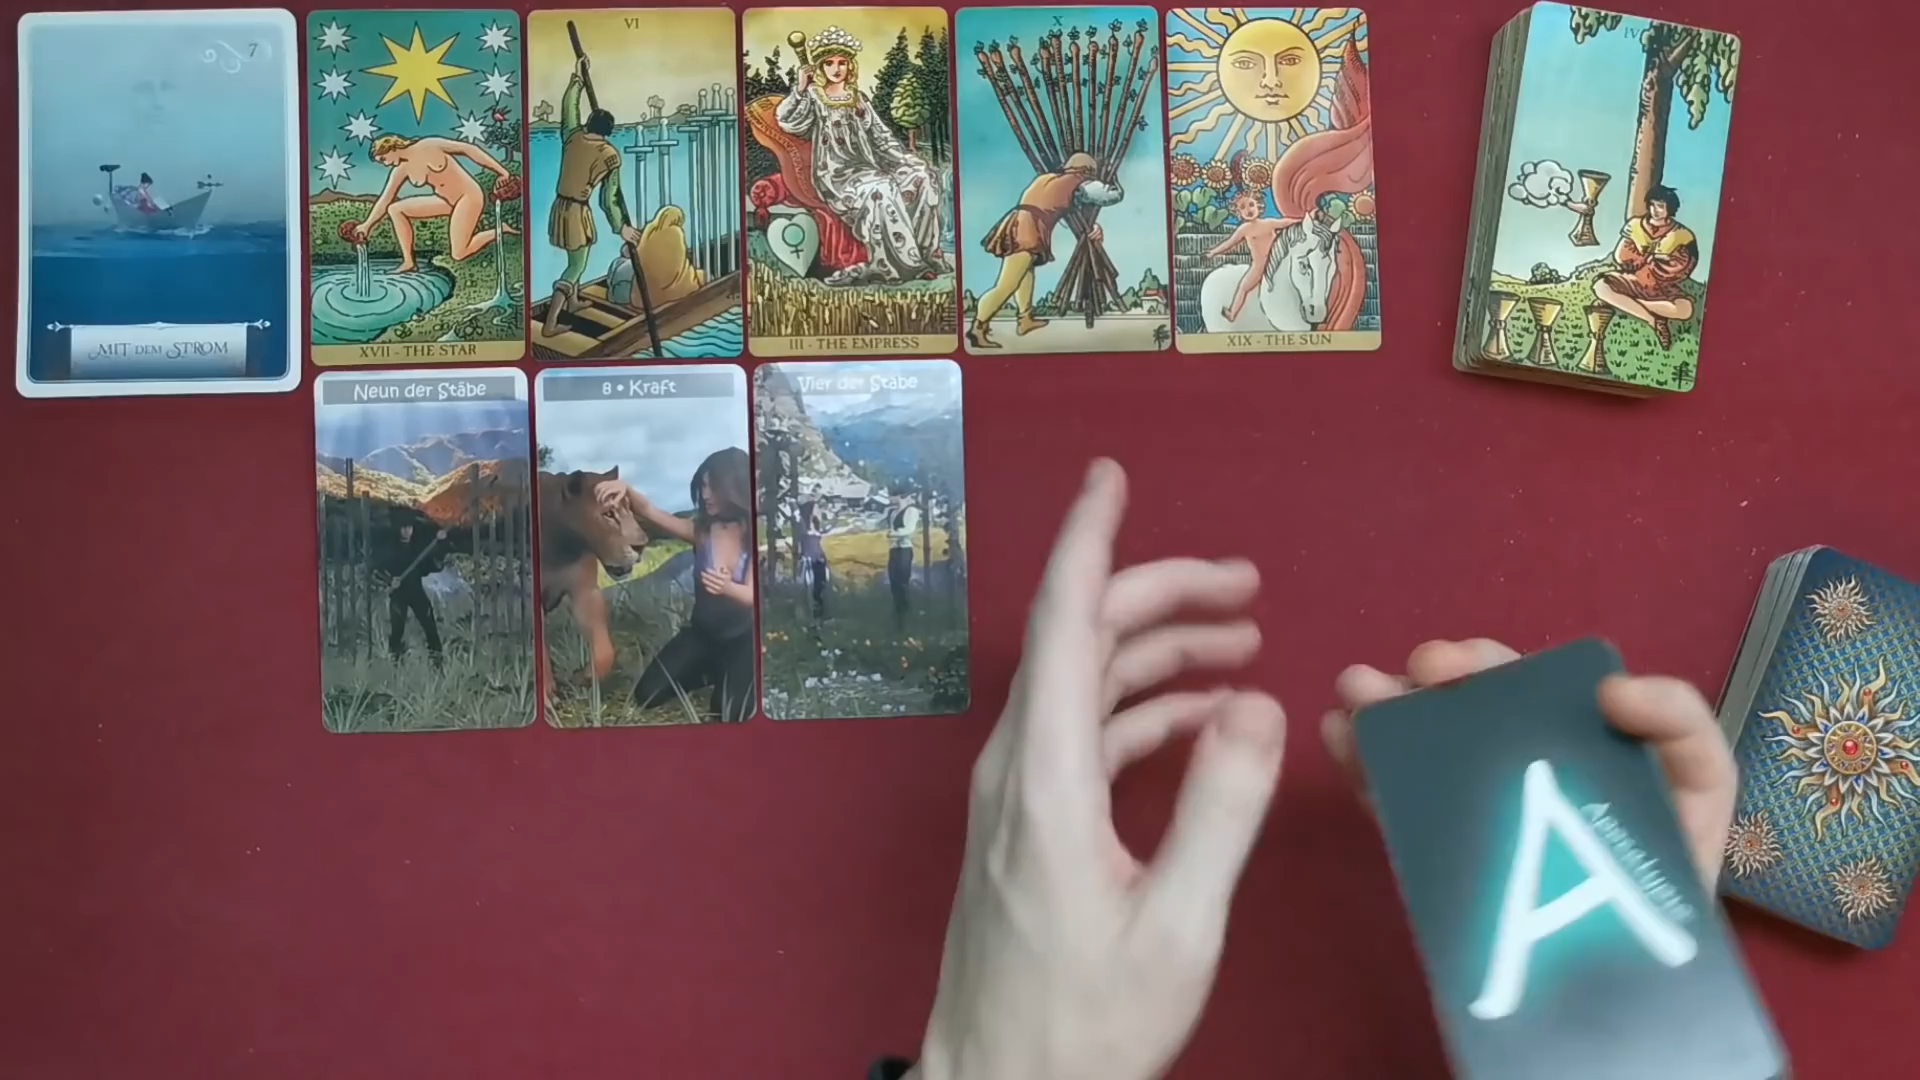 7
MIT DEM STROM
XVII - THE STAR
VI
III - THE EMPRESS
X
XIX - THE SUN
IV
Neun der Stäbe
8 • Kraft
Vier der Stäbe
A